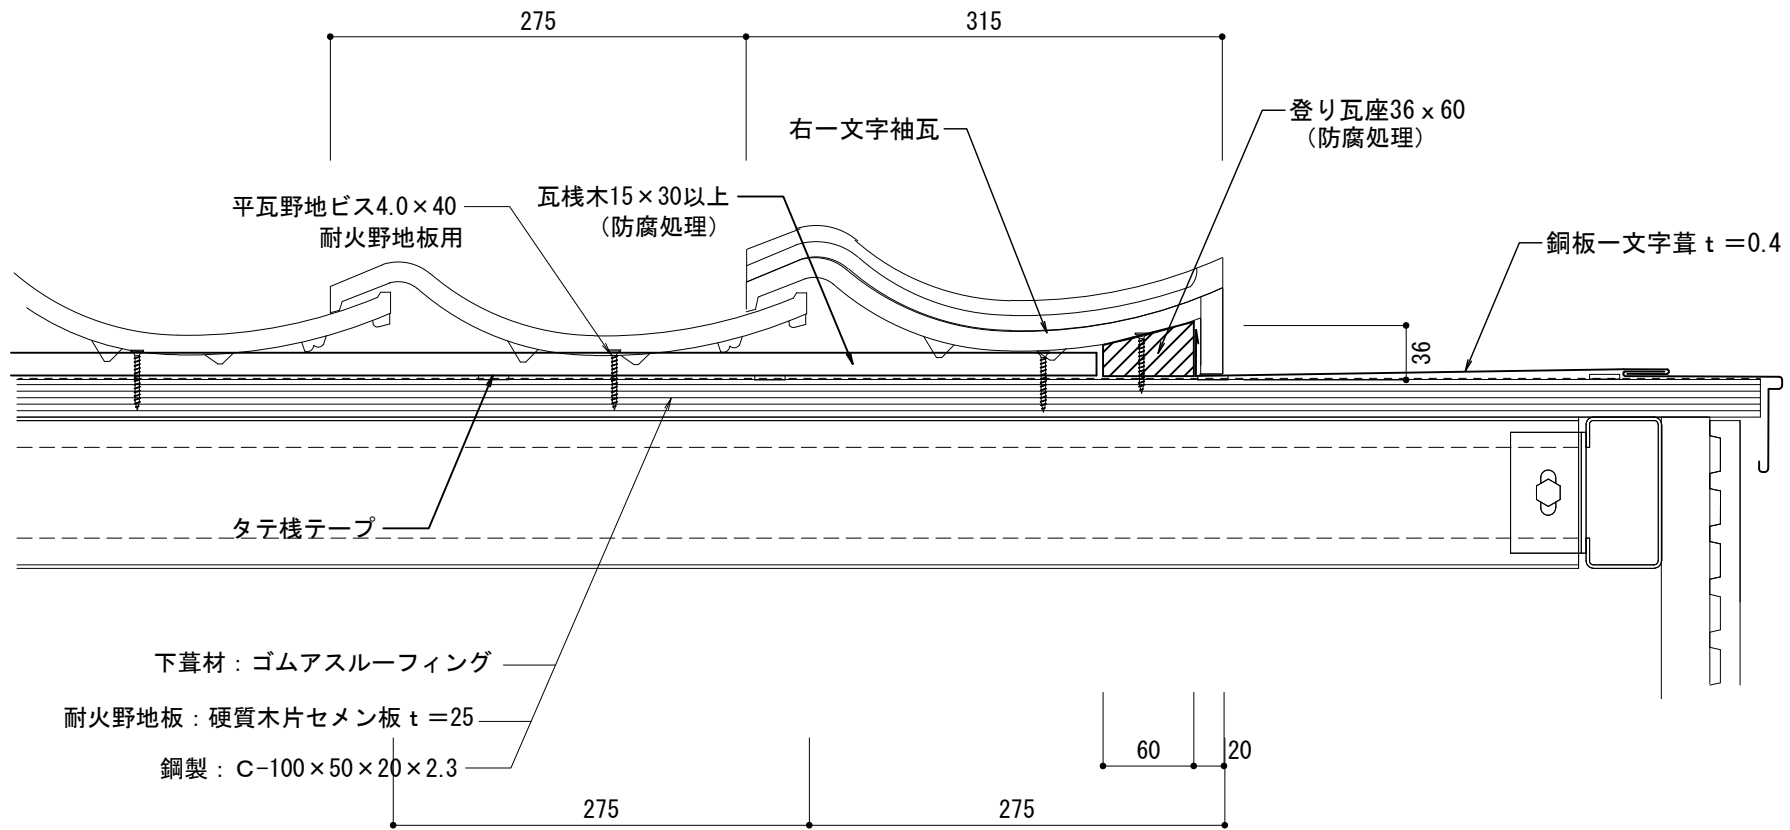 275
315
登り瓦座36ｘ60
（防腐処理）
右一文字袖瓦
瓦桟木15×30以上
（防腐処理）
平瓦野地ビス4.0×40
耐火野地板用
銅板一文字葺ｔ＝0.4
36
タテ桟テープ
下葺材：ゴムアスルーフィング
耐火野地板：硬質木片セメン板ｔ＝25
鋼製：C-100×50×20×2.3
60
20
275
275